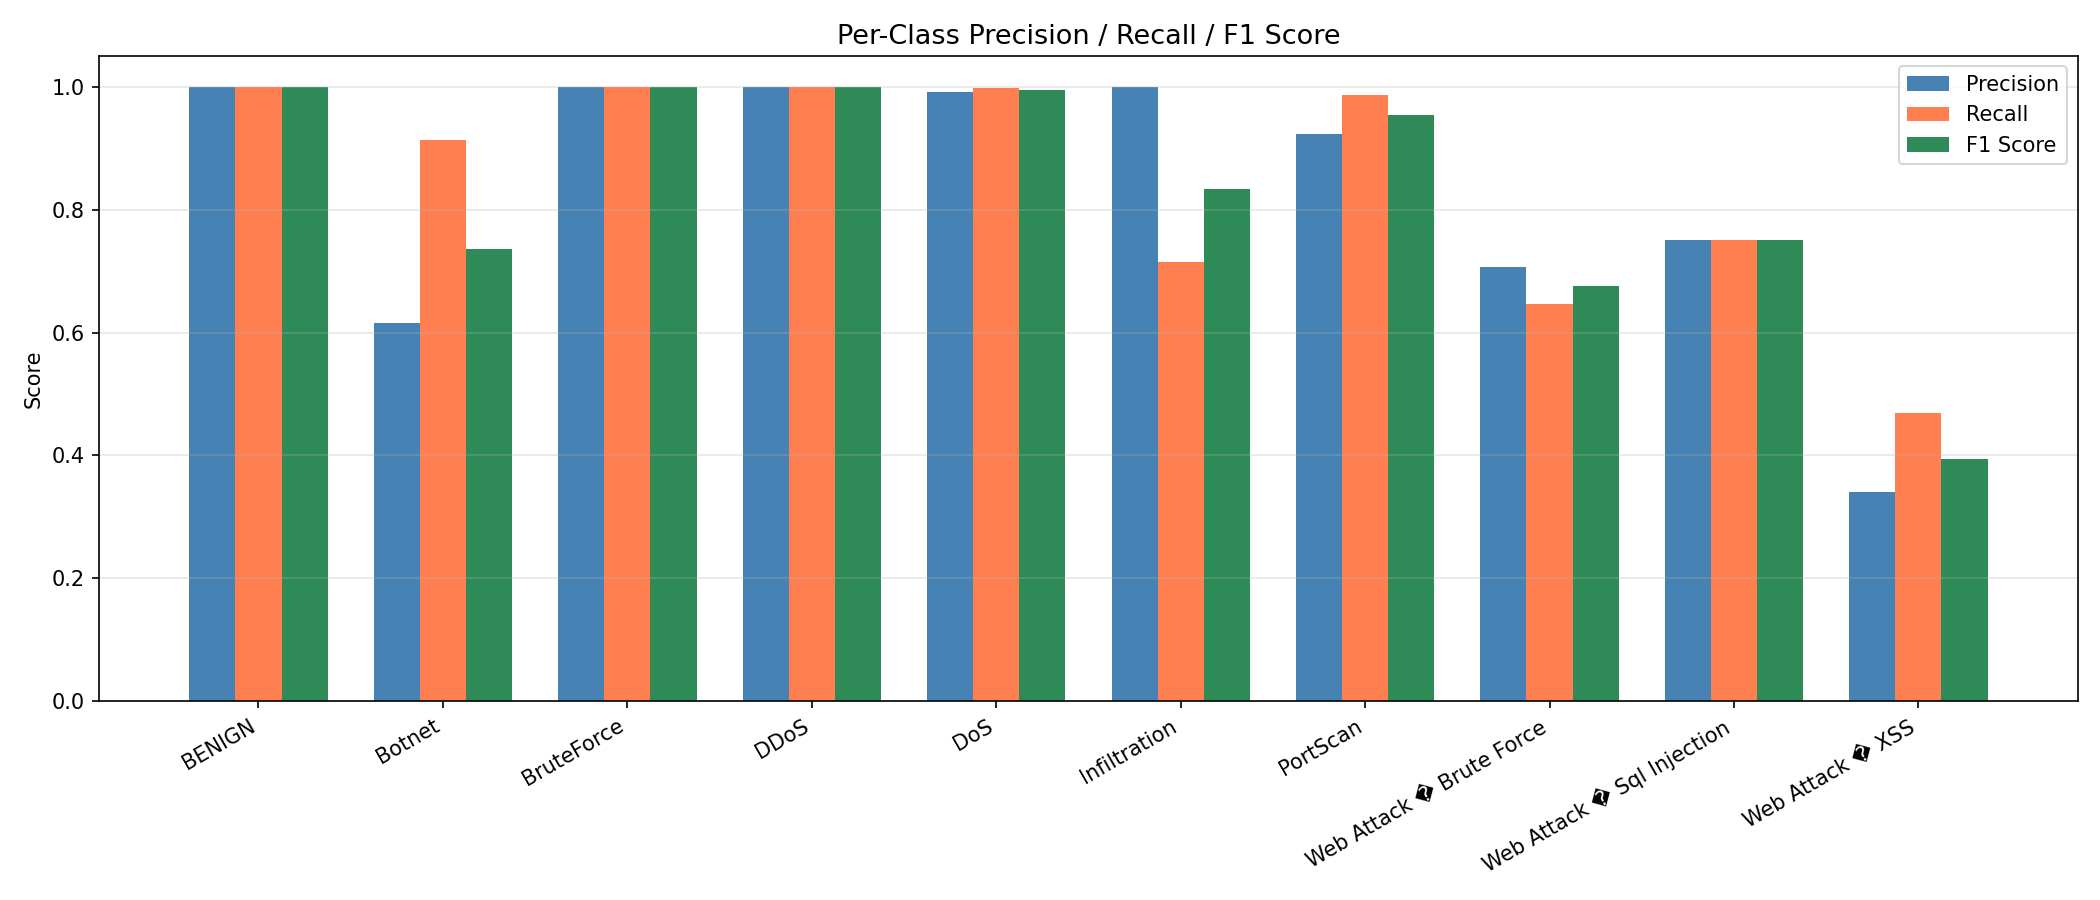 Per-Class Precision / Recall / F1 Score
Precision
Recall
F1 Score
Score
1.0
0.8
0.6
0.4
0.2
0.0
BENIGN
Botnet
BruteForce
DDoS
DoS
Infiltration
PortScan
Web Attack � Brute Force
Web Attack � Sql Injection
Web Attack � XSS